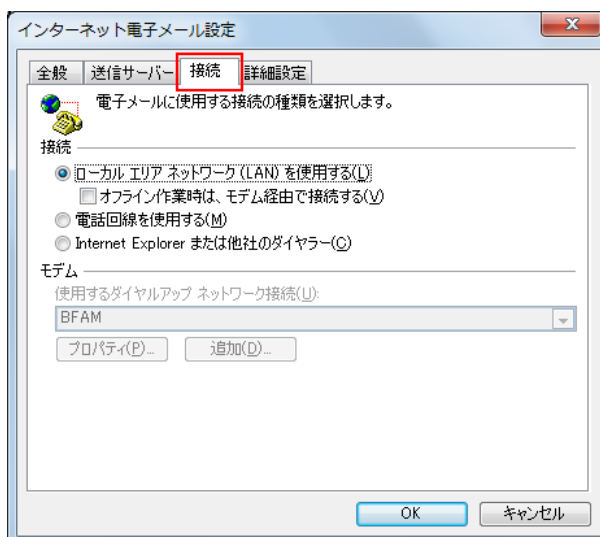 インターネット電子メール設定
全般 送信サーバー 接続 詳細設定
電子メールに使用する接続の種類を選択します。
接続
ローカル エリア ネットワーク (LAN) を使用する(L)
オフライン作業時は、モデム経由で接続する(V)
電話回線を使用する(M)
Internet Explorer または他社のダイヤラー(C)
モデム
使用するダイヤルアップ ネットワーク接続(U):
BFAM
プロパティ(P)... 追加(D)...
OK キャンセル